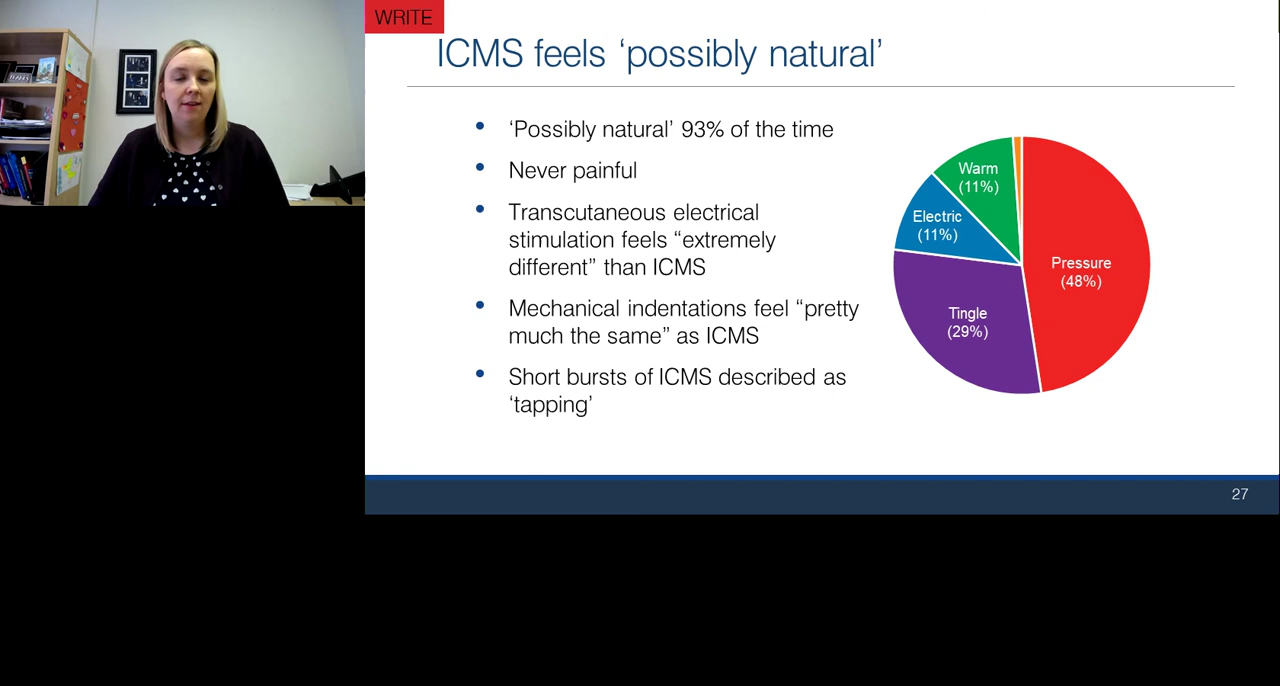 WRITE
ICMS feels ‘possibly natural’
• ‘Possibly natural’ 93% of the time
• Never painful
• Transcutaneous electrical
stimulation feels “extremely
different” than ICMS
• Mechanical indentations feel “pretty
much the same” as ICMS
• Short bursts of ICMS described as
‘tapping’
Warm
(11%)
Electric
(11%)
Pressure
(48%)
Tingle
(29%)
27